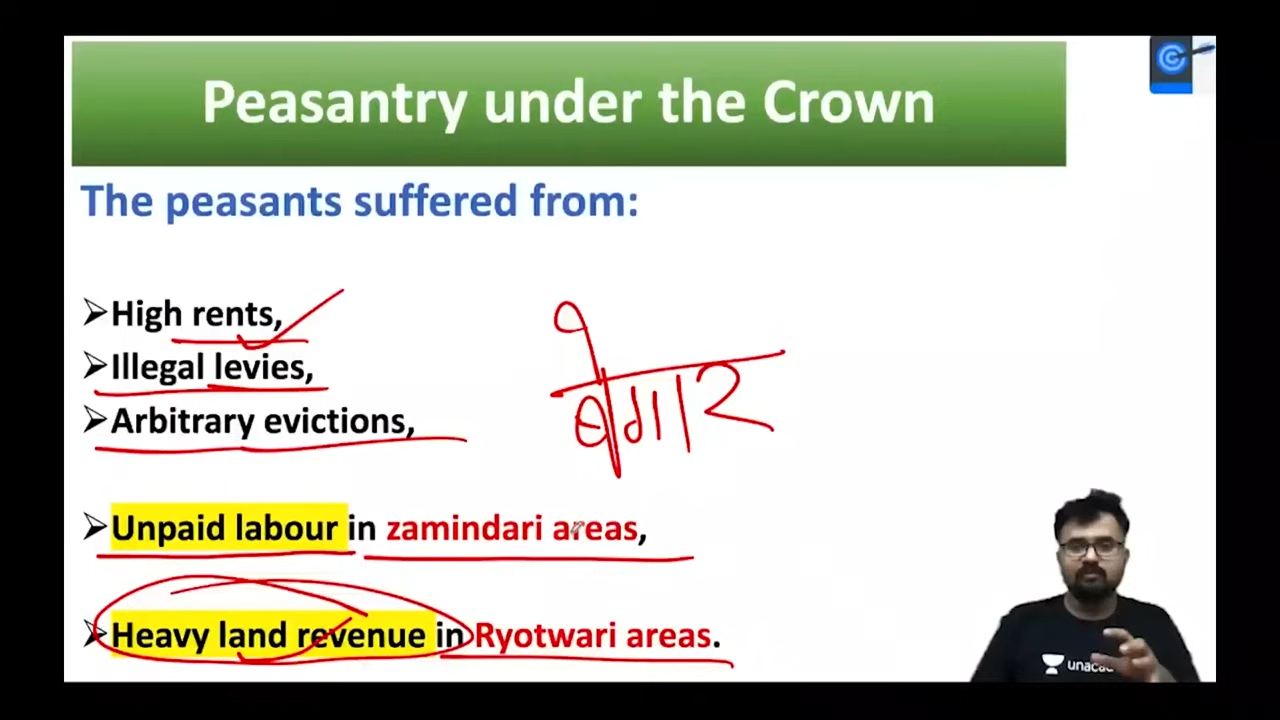 Peasantry under the Crown
The peasants suffered from:
➢High rents,
➢Illegal levies,
➢Arbitrary evictions,
बेगार
➢Unpaid labour in zamindari areas,
➢Heavy land revenue in Ryotwari areas.